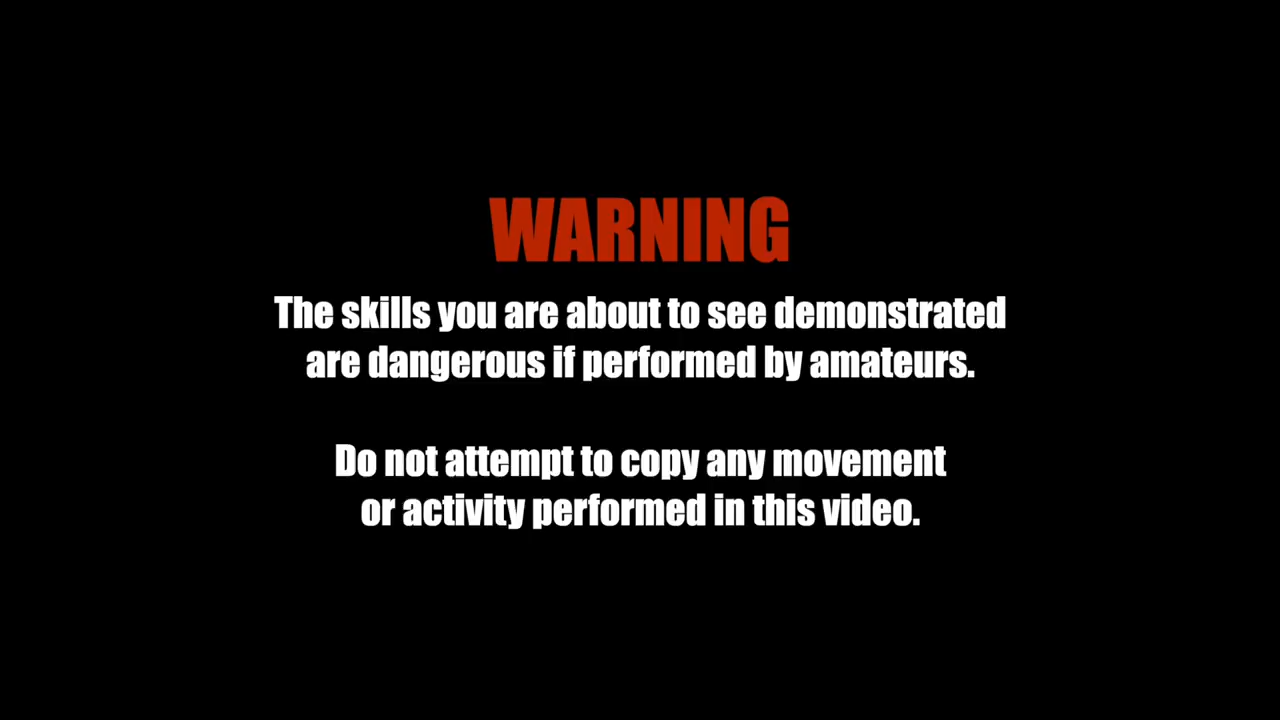 WARNING
The skills you are about to see demonstrated
are dangerous if performed by amateurs.
Do not attempt to copy any movement
or activity performed in this video.